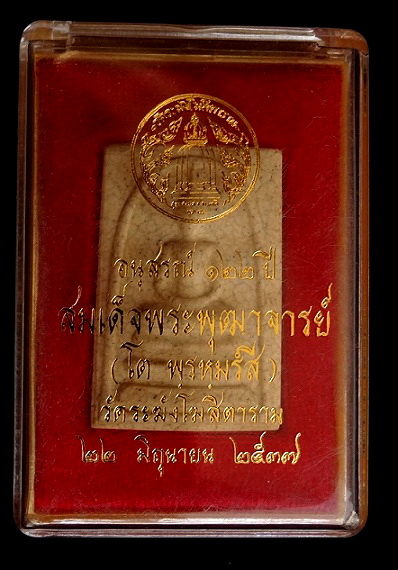 อนุสรณ์ ๑๒๒ ปี
สมเด็จพระพุฒาจารย์
(โต พรหมรํสี)
วัดระฆังโฆสิตาราม
๒๒ มิถุนายน ๒๕๓๗